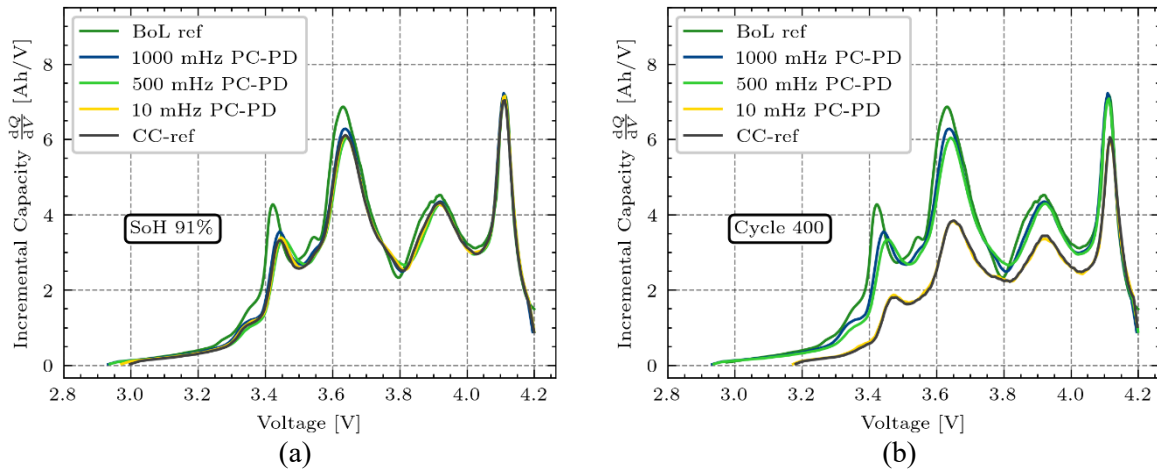 Incremental Capacity dQ/dV [Ah/V]
8
6
4
2
0
BoL ref
1000 mHz PC-PD
500 mHz PC-PD
10 mHz PC-PD
CC-ref
SoH 91%
2.8 3.0 3.2 3.4 3.6 3.8 4.0 4.2
Voltage [V]
(a)
Incremental Capacity dQ/dV [Ah/V]
8
6
4
2
0
BoL ref
1000 mHz PC-PD
500 mHz PC-PD
10 mHz PC-PD
CC-ref
Cycle 400
2.8 3.0 3.2 3.4 3.6 3.8 4.0 4.2
Voltage [V]
(b)